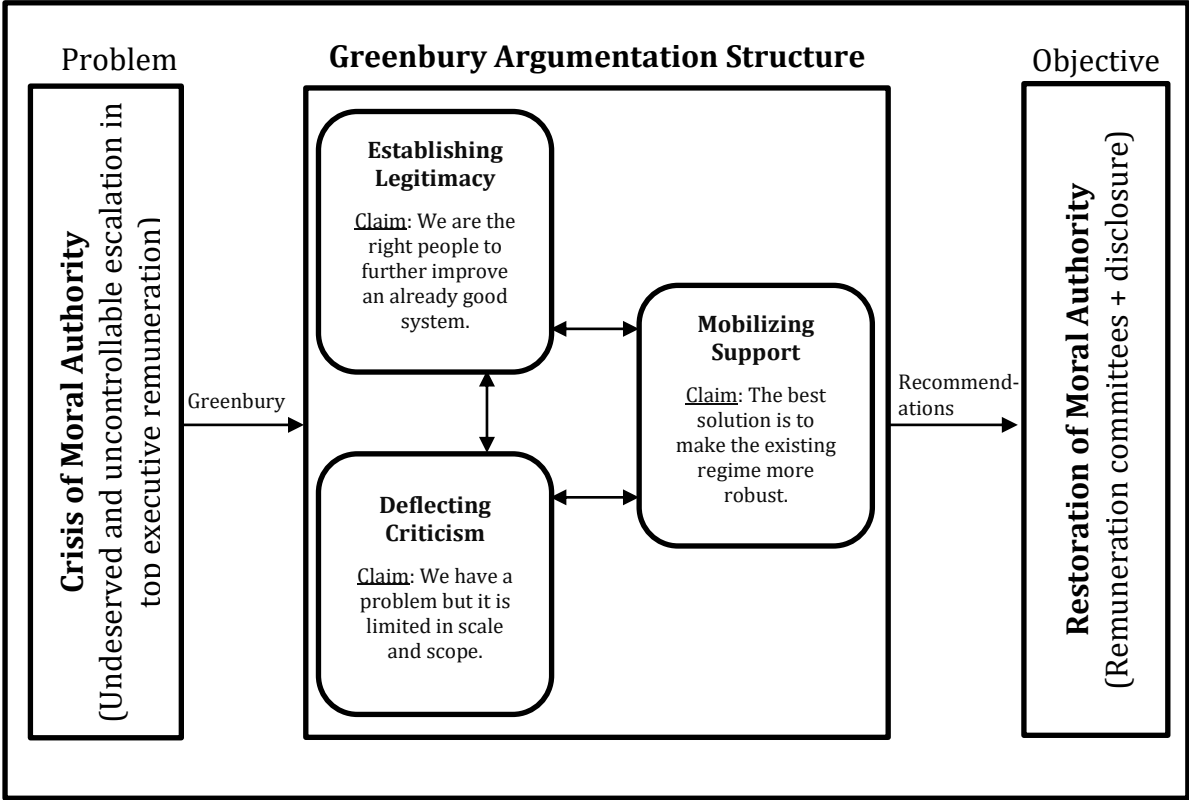 Problem
Greenbury Argumentation Structure
Objective
Crisis of Moral Authority
(Undeserved and uncontrollable escalation in
top executive remuneration)
Greenbury
Establishing
Legitimacy
Claim: We are the
right people to
further improve
an already good
system.
Deflecting
Criticism
Claim: We have a
problem but it is
limited in scale
and scope.
Mobilizing
Support
Claim: The best
solution is to
make the existing
regime more
robust.
Recommend-
ations
Restoration of Moral Authority
(Remuneration committees + disclosure)